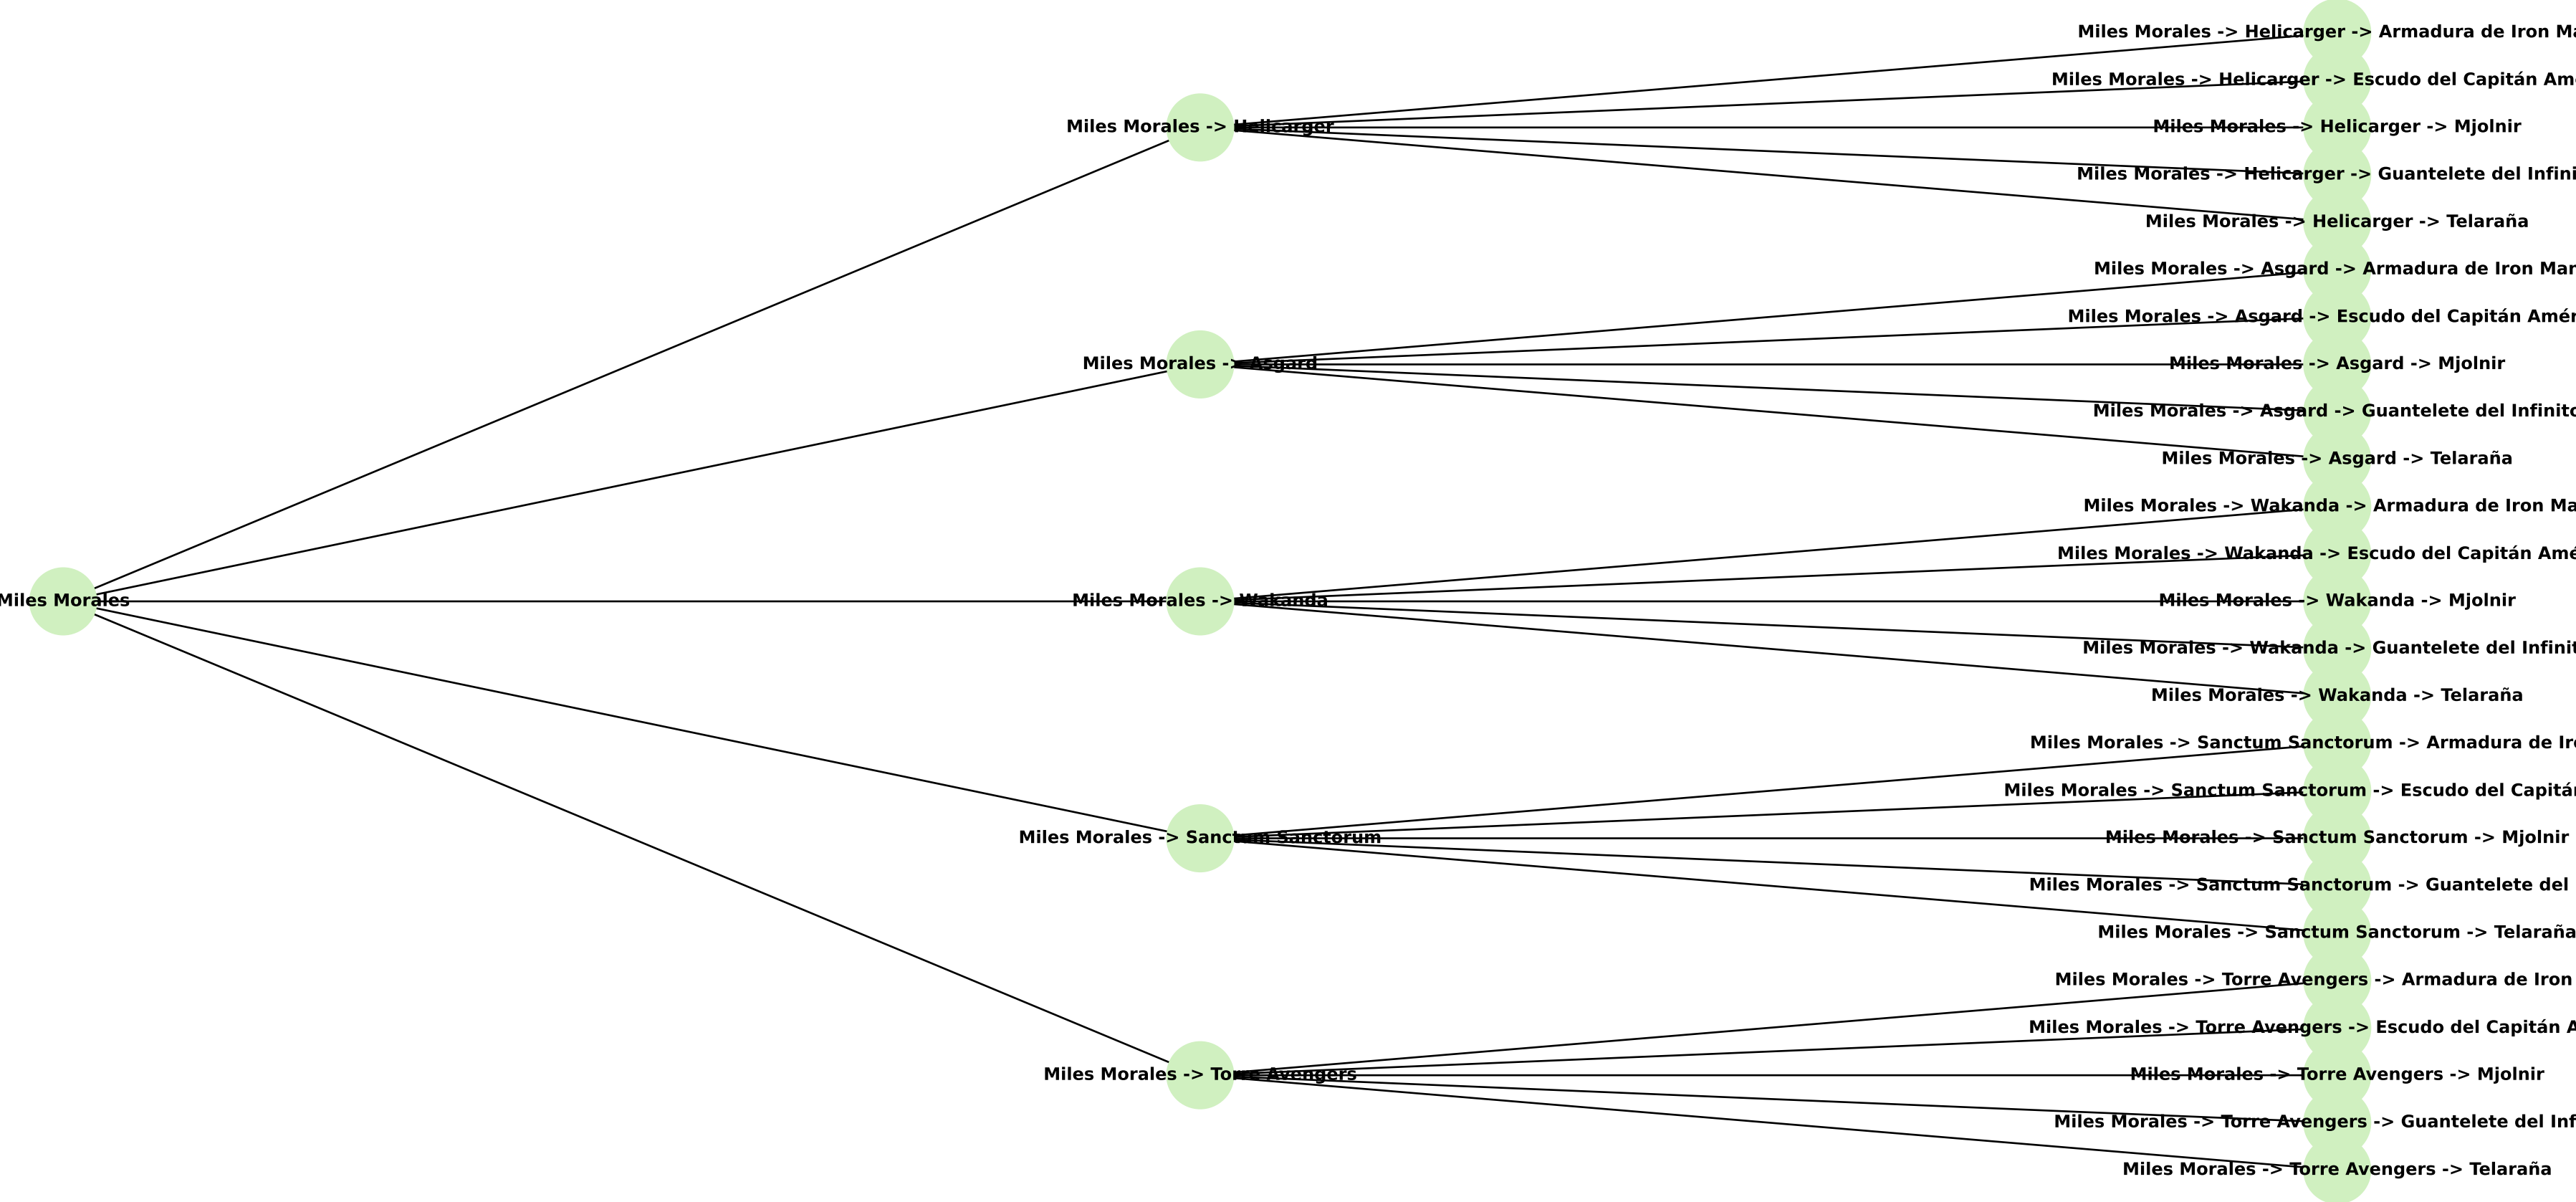 Miles Morales
Miles Morales -> Helicarger
Miles Morales -> Asgard
Miles Morales -> Wakanda
Miles Morales -> Sanctum Sanctorum
Miles Morales -> Torre Avengers
Miles Morales -> Helicarger -> Armadura de Iron Ma
Miles Morales -> Helicarger -> Escudo del Capitán Am
Miles Morales -> Helicarger -> Mjolnir
Miles Morales -> Helicarger -> Guantelete del Infini
Miles Morales -> Helicarger -> Telaraña
Miles Morales -> Asgard -> Armadura de Iron Man
Miles Morales -> Asgard -> Escudo del Capitán Amér
Miles Morales -> Asgard -> Mjolnir
Miles Morales -> Asgard -> Guantelete del Infinito
Miles Morales -> Asgard -> Telaraña
Miles Morales -> Wakanda -> Armadura de Iron Ma
Miles Morales -> Wakanda -> Escudo del Capitán Amé
Miles Morales -> Wakanda -> Mjolnir
Miles Morales -> Wakanda -> Guantelete del Infinit
Miles Morales -> Wakanda -> Telaraña
Miles Morales -> Sanctum Sanctorum -> Armadura de Iro
Miles Morales -> Sanctum Sanctorum -> Escudo del Capitán
Miles Morales -> Sanctum Sanctorum -> Mjolnir
Miles Morales -> Sanctum Sanctorum -> Guantelete del
Miles Morales -> Sanctum Sanctorum -> Telaraña
Miles Morales -> Torre Avengers -> Armadura de Iron
Miles Morales -> Torre Avengers -> Escudo del Capitán A
Miles Morales -> Torre Avengers -> Mjolnir
Miles Morales -> Torre Avengers -> Guantelete del Inf
Miles Morales -> Torre Avengers -> Telaraña